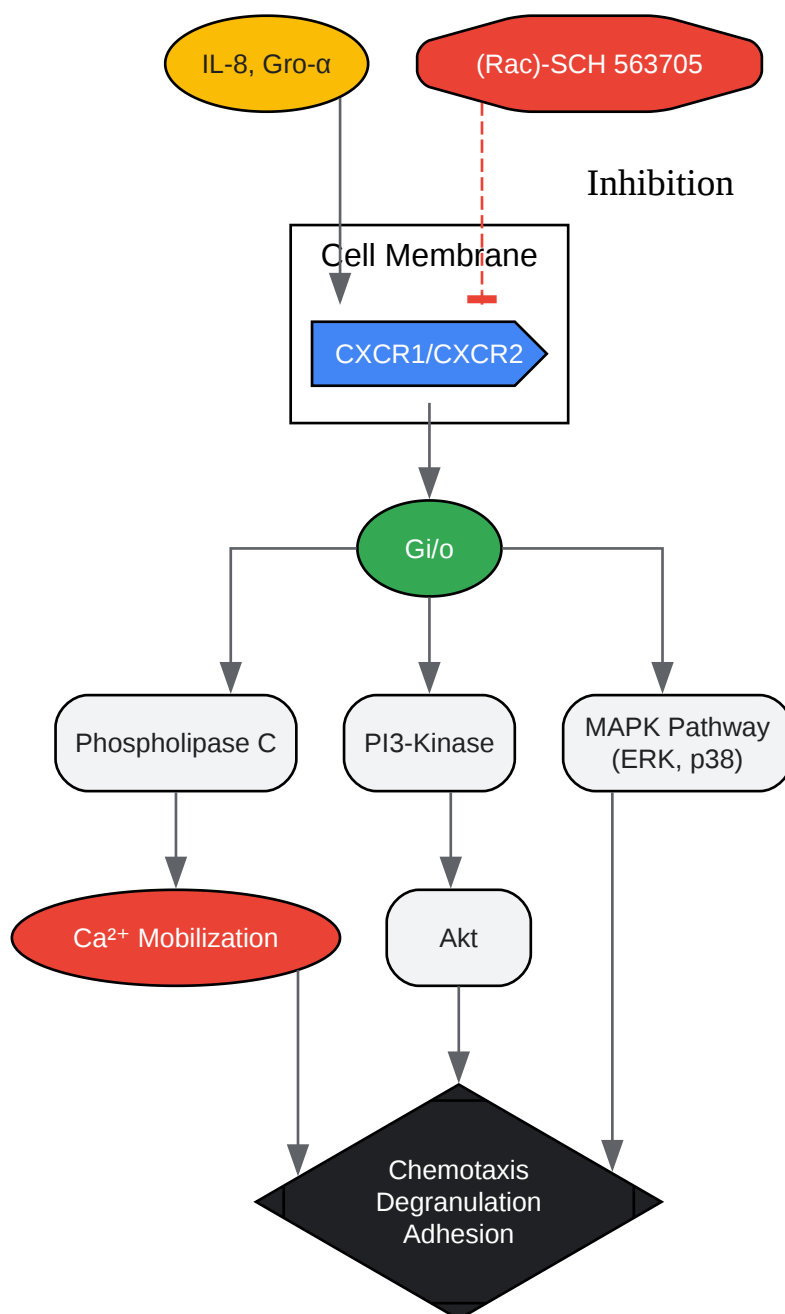 IL-8, Gro-α
(Rac)-SCH 563705
Inhibition
Cell Membrane
CXCR1/CXCR2
Gi/o
Phospholipase C
PI3-Kinase
MAPK Pathway
(ERK, p38)
Ca²⁺ Mobilization
Akt
Chemotaxis
Degranulation
Adhesion